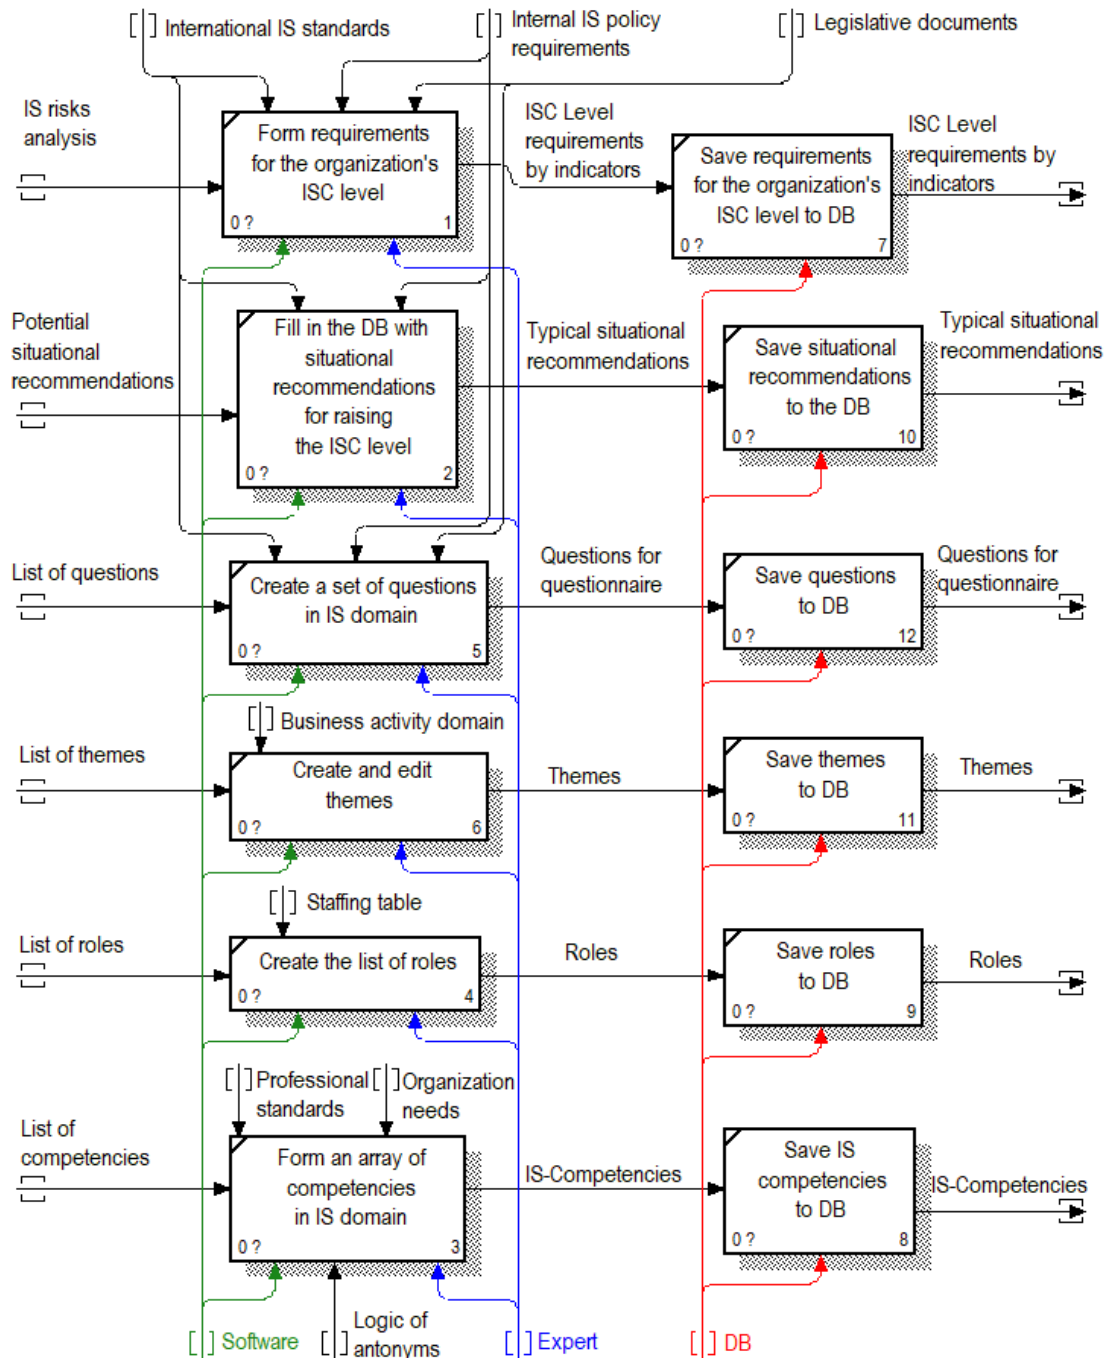 International IS standards
Internal IS policy
requirements
Legislative documents
IS risks
analysis
Form requirements
for the organization's
ISC level
0 ?
1
ISC Level
requirements
by indicators
Save requirements
for the organization's
ISC level to DB
0 ?
7
ISC Level
requirements by
indicators
Potential
situational
recommendations
Fill in the DB with
situational
recommendations
for raising
the ISC level
0 ?
2
Typical situational
recommendations
Save situational
recommendations
to the DB
0 ?
10
Typical situational
recommendations
List of questions
Create a set of questions
in IS domain
0 ?
5
Questions for
questionnaire
Save questions
to DB
0 ?
12
Questions for
questionnaire
Business activity domain
List of themes
Create and edit
themes
0 ?
6
Themes
Save themes
to DB
0 ?
11
Themes
Staffing table
List of roles
Create the list of roles
0 ?
4
Roles
Save roles
to DB
0 ?
9
Roles
Professional
standards
Organization
needs
List of
competencies
Form an array of
competencies
in IS domain
0 ?
3
IS-Competencies
Save IS
competencies
to DB
0 ?
8
IS-Competencies
Software
Logic of
antonyms
Expert
DB